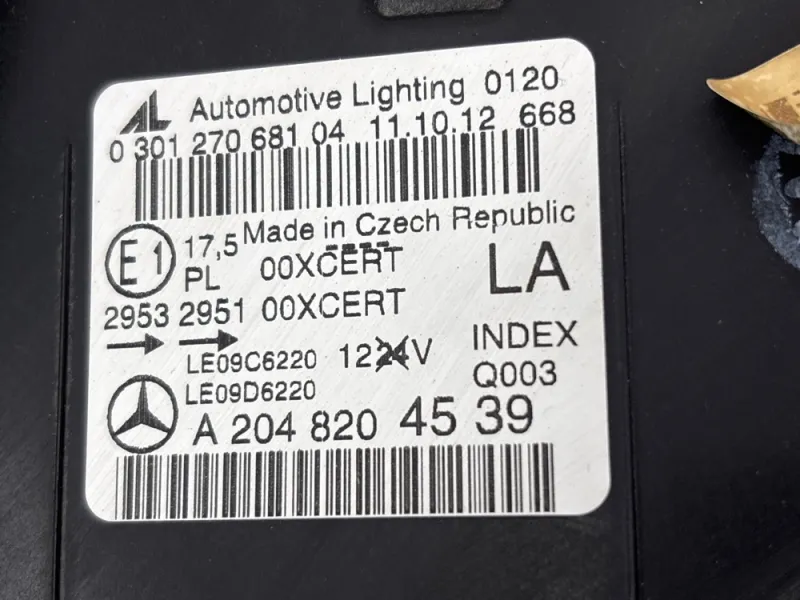 AL Automotive Lighting 0120
0 301 270 681 04 11.10.12 668
E1 17,5 Made in Czech Republic
PL 00XCERT LA
2953 2951 00XCERT
LE09C6220 1224V INDEX
LE09D6220 Q003
A 204 820 45 39